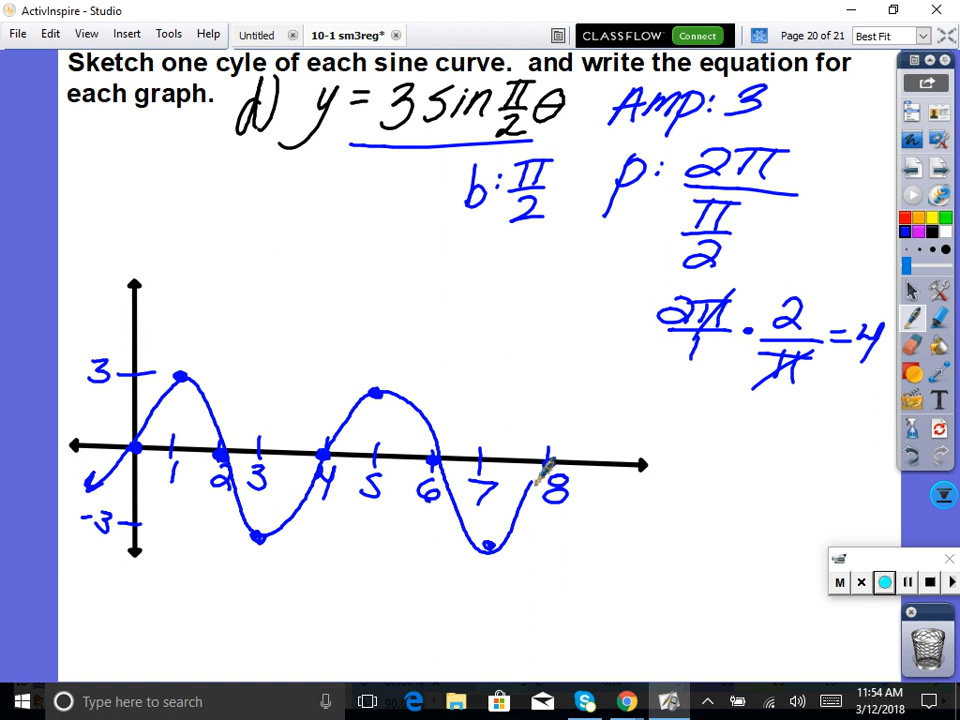 ActivInspire - Studio
File Edit View Insert Tools Help Untitled 10-1 sm3reg* CLASSFLOW Connect Page 20 of 21 Best Fit
Sketch one cyle of each sine curve. and write the equation for
each graph.
d) y = 3 sin π/2 θ Amp: 3
b: π/2 p: 2π / π/2
2π/1 · 2/π = 4
3
1 2 3 4 5 6 7 8
-3
M
T
Type here to search
11:54 AM
3/12/2018